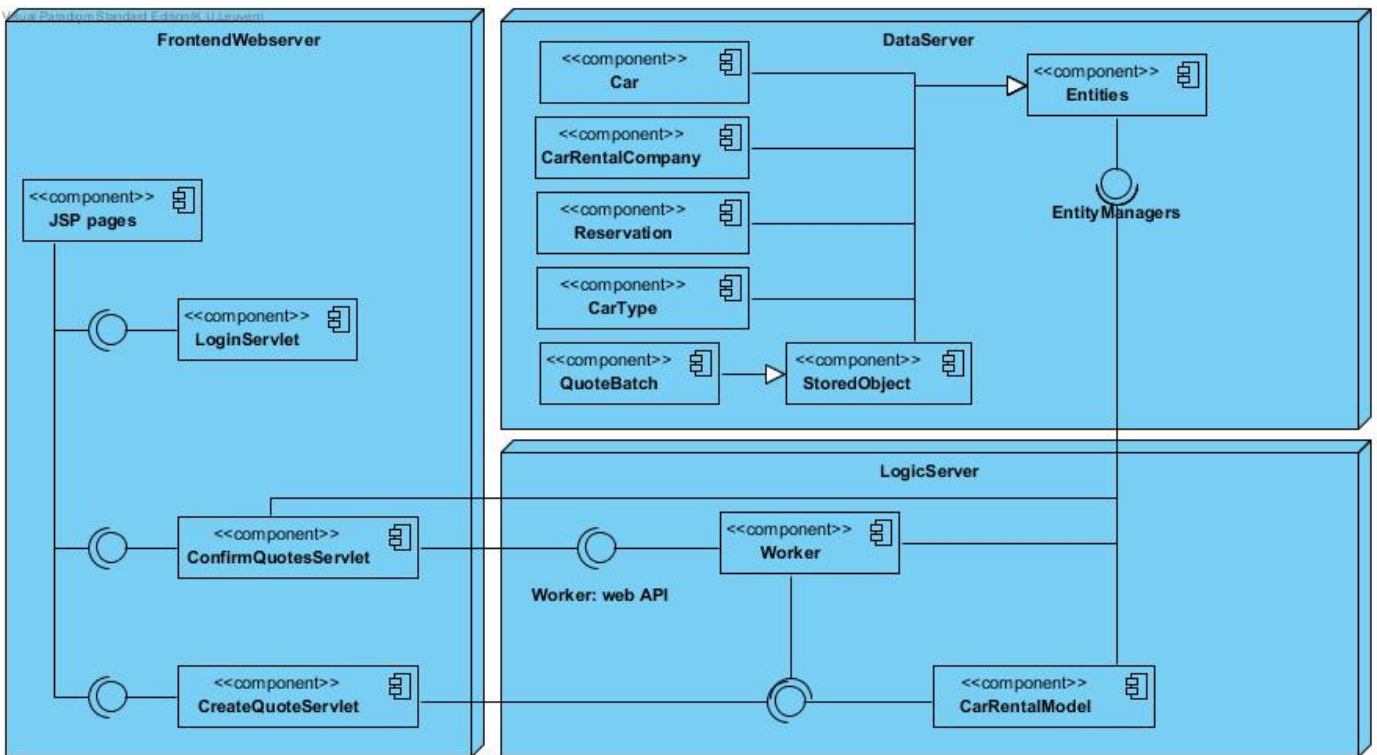 Visual Paradigm Standard Edition(K.U.Leuven)
FrontendWebserver
<<component>>
JSP pages
<<component>>
LoginServlet
<<component>>
ConfirmQuotesServlet
<<component>>
CreateQuoteServlet
DataServer
<<component>>
Car
<<component>>
CarRentalCompany
<<component>>
Reservation
<<component>>
CarType
<<component>>
QuoteBatch
<<component>>
StoredObject
<<component>>
Entities
EntityManagers
LogicServer
<<component>>
Worker
Worker: web API
<<component>>
CarRentalModel